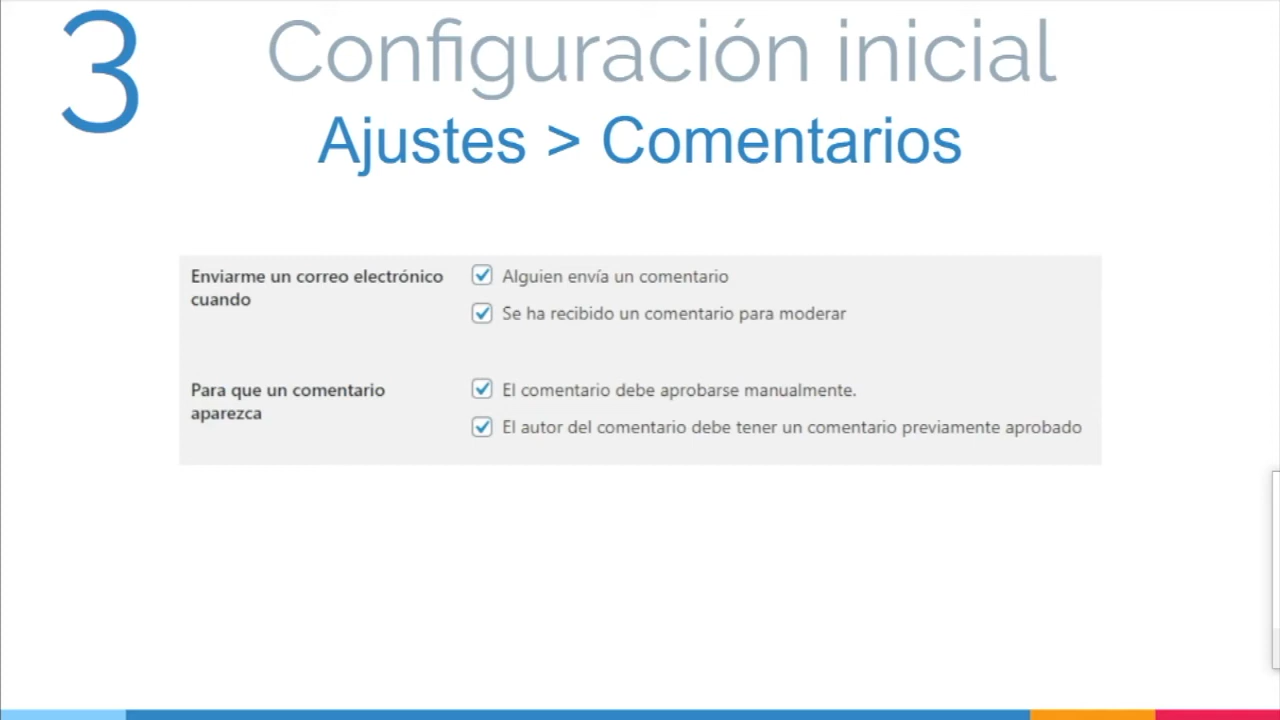 3
Configuración inicial
Ajustes > Comentarios
Enviarme un correo electrónico
cuando
Alguien envía un comentario
Se ha recibido un comentario para moderar
Para que un comentario
aparezca
El comentario debe aprobarse manualmente.
El autor del comentario debe tener un comentario previamente aprobado